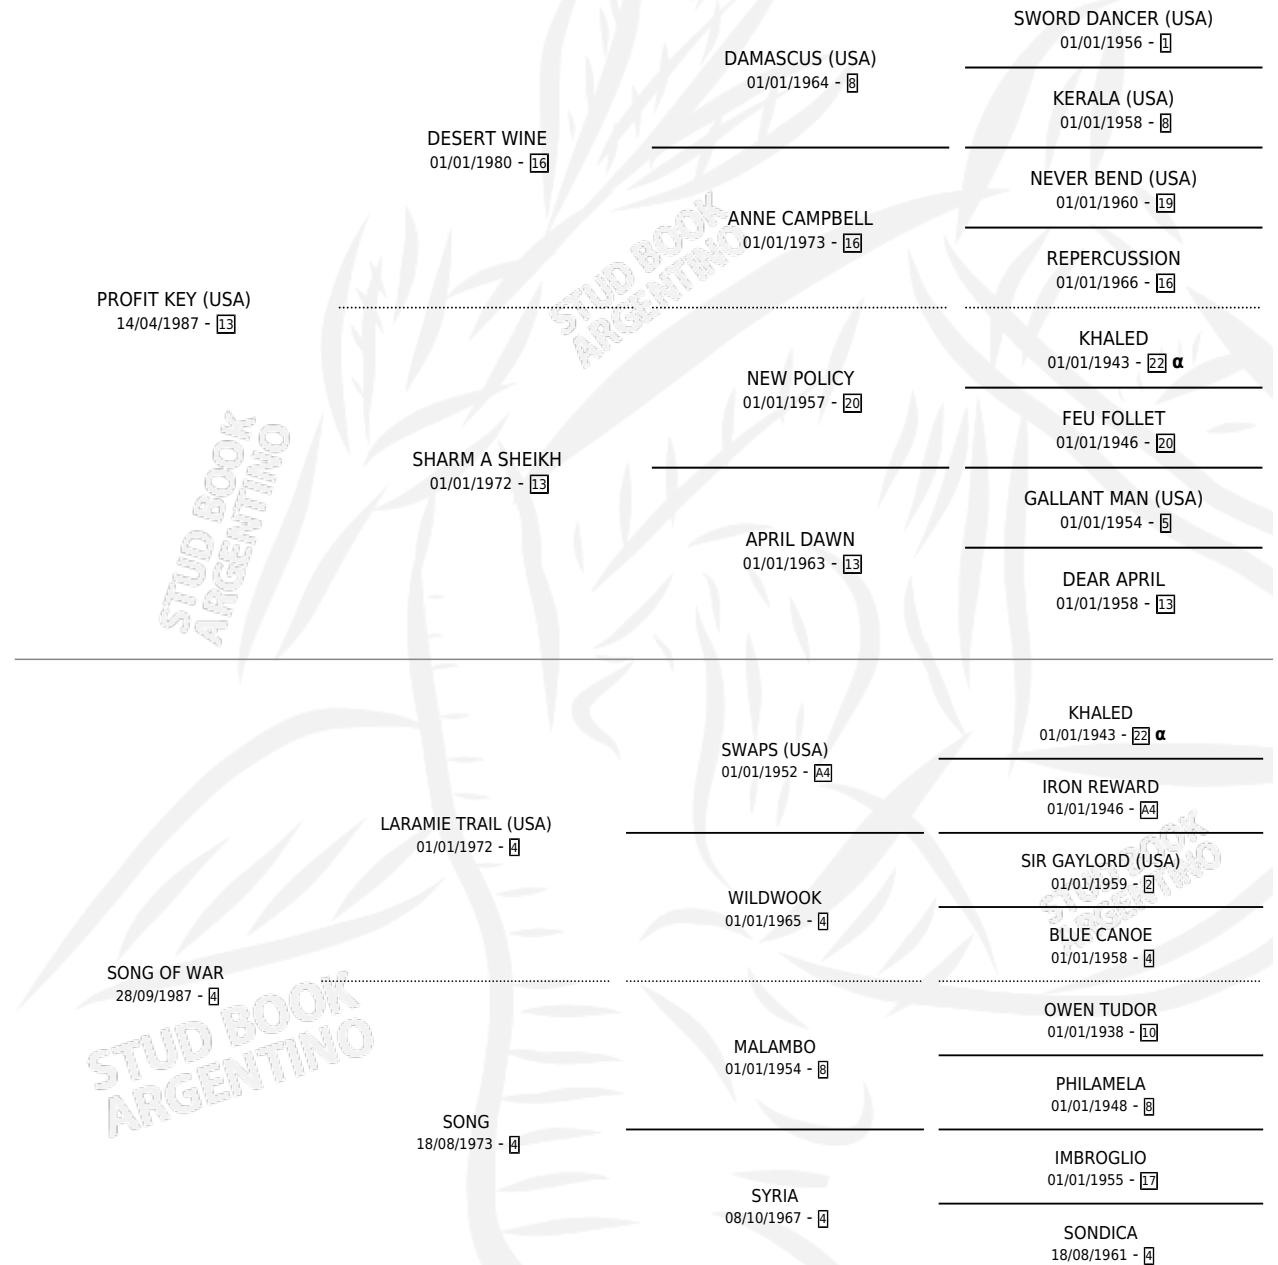 SWORD DANCER (USA)
01/01/1956 - 1
DAMASCUS (USA)
01/01/1964 - 8
KERALA (USA)
01/01/1958 - 8
DESERT WINE
01/01/1980 - 16
NEVER BEND (USA)
01/01/1960 - 19
ANNE CAMPBELL
01/01/1973 - 16
REPERCUSSION
01/01/1966 - 16
STUD BOOK
ARGENTINO
PROFIT KEY (USA)
14/04/1987 - 13
KHALED
01/01/1943 - 22 α
NEW POLICY
01/01/1957 - 20
FEU FOLLET
01/01/1946 - 20
SHARM A SHEIKH
01/01/1972 - 13
GALLANT MAN (USA)
01/01/1954 - 5
APRIL DAWN
01/01/1963 - 13
DEAR APRIL
01/01/1958 - 13
STUD BOOK
ARGENTINO
KHALED
01/01/1943 - 22 α
SWAPS (USA)
01/01/1952 - A4
IRON REWARD
01/01/1946 - A4
LARAMIE TRAIL (USA)
01/01/1972 - 4
SIR GAYLORD (USA)
01/01/1959 - 2
WILDWOOK
01/01/1965 - 4
BLUE CANOE
01/01/1958 - 4
STUD BOOK
ARGENTINO
SONG OF WAR
28/09/1987 - 4
OWEN TUDOR
01/01/1938 - 10
MALAMBO
01/01/1954 - 8
PHILAMELA
01/01/1948 - 8
SONG
18/08/1973 - 4
IMBROGLIO
01/01/1955 - 17
SYRIA
08/10/1967 - 4
SONDICA
18/08/1961 - 4
STUD BOOK
ARGENTINO